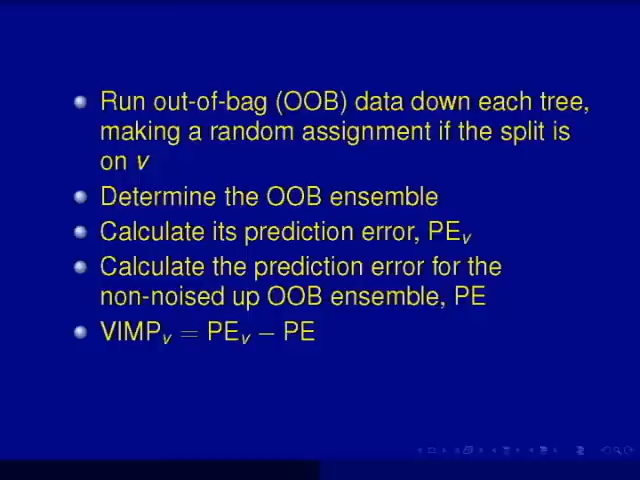 Run out-of-bag (OOB) data down each tree,
making a random assignment if the split is
on v
Determine the OOB ensemble
Calculate its prediction error, PEᵥ
Calculate the prediction error for the
non-noised up OOB ensemble, PE
VIMPᵥ = PEᵥ − PE